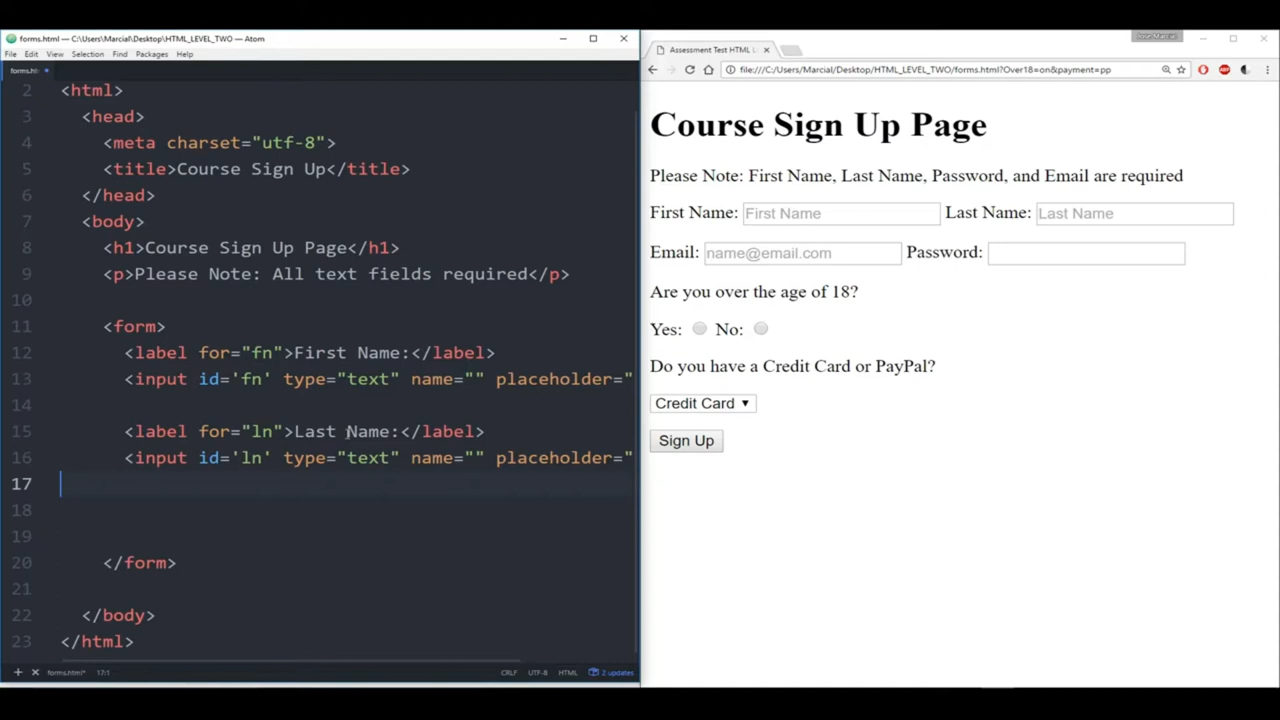 forms.html — C:\Users\Marcial\Desktop\HTML_LEVEL_TWO — Atom
File Edit View Selection Find Packages Help
forms.ht
2 <html>
3 <head>
4 <meta charset="utf-8">
5 <title>Course Sign Up</title>
6 </head>
7 <body>
8 <h1>Course Sign Up Page</h1>
9 <p>Please Note: All text fields required</p>
10
11 <form>
12 <label for="fn">First Name:</label>
13 <input id='fn' type="text" name="" placeholder="
14
15 <label for="ln">Last Name:</label>
16 <input id='ln' type="text" name="" placeholder="
17
18
19
20 </form>
21
22 </body>
23 </html>
forms.html* 17:1 CRLF UTF-8 HTML 2 updates
Jose Marcial
Assessment Test HTML L
file:///C:/Users/Marcial/Desktop/HTML_LEVEL_TWO/forms.html?Over18=on&payment=pp
ABP
Course Sign Up Page
Please Note: First Name, Last Name, Password, and Email are required
First Name: First Name Last Name: Last Name
Email: name@email.com Password:
Are you over the age of 18?
Yes: No:
Do you have a Credit Card or PayPal?
Credit Card
Sign Up